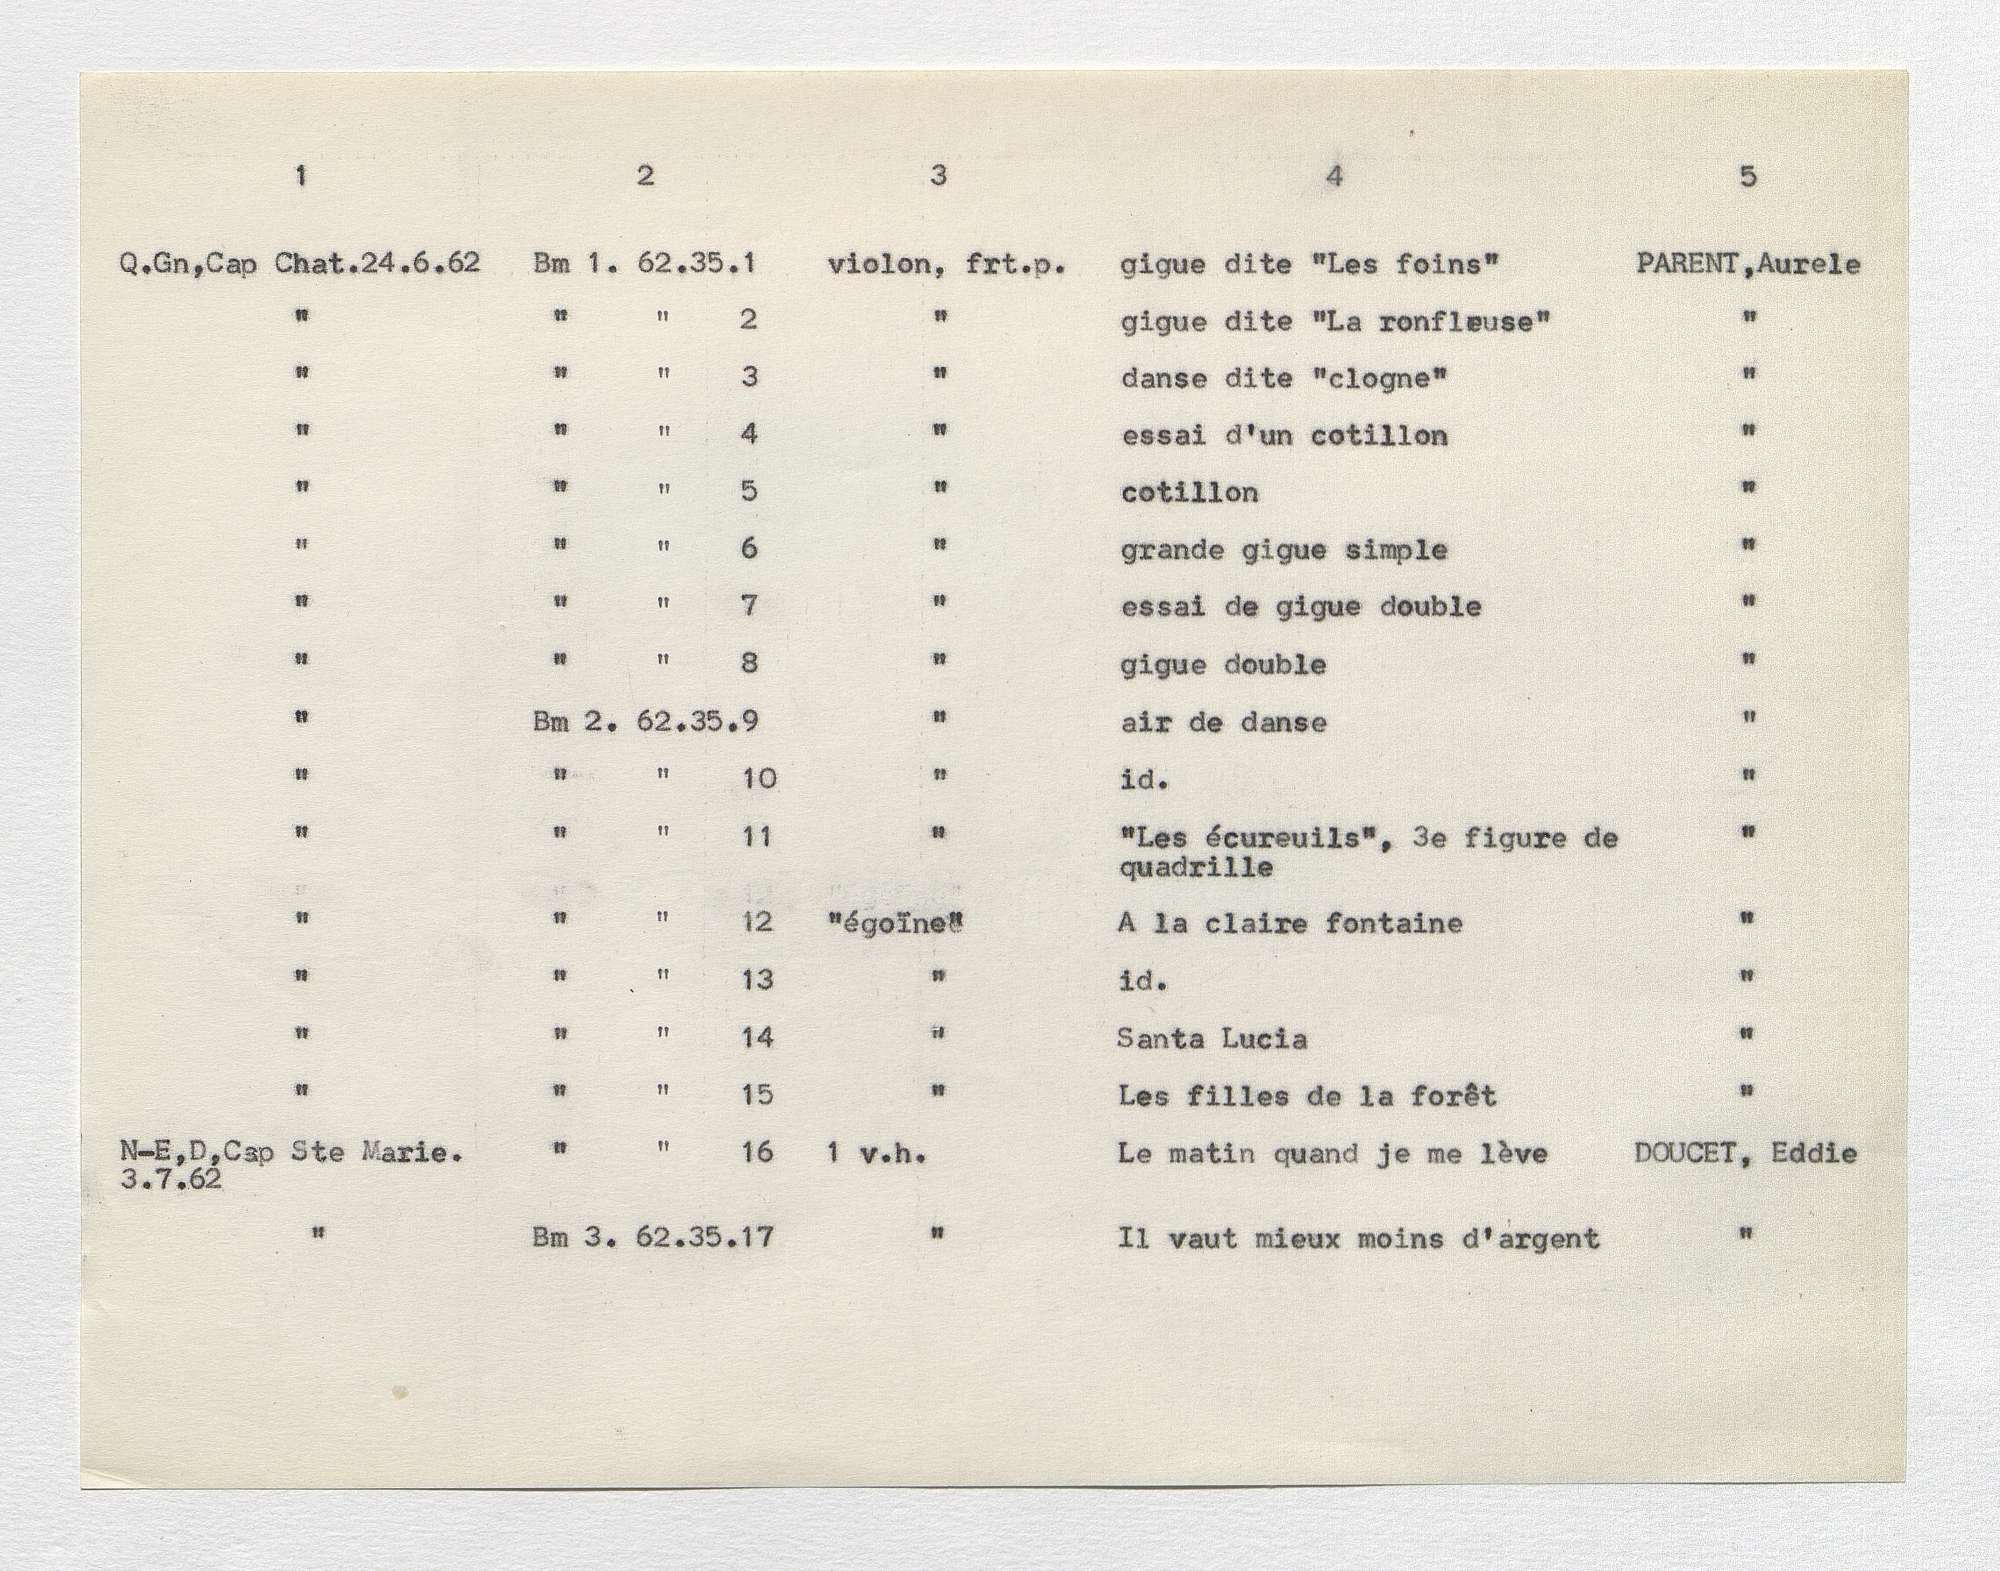 1 2 3 4 5
Q.Gn,Cap Chat.24.6.62 Bm 1. 62.35.1 violon, frt.p. gigue dite "Les foins" PARENT,Aurele
" " " 2 " gigue dite "La ronfleuse" "
" " " 3 " danse dite "clogne" "
" " " 4 " essai d'un cotillon "
" " " 5 " cotillon "
" " " 6 " grande gigue simple "
" " " 7 " essai de gigue double "
" " " 8 " gigue double "
" Bm 2. 62.35.9 " air de danse "
" " " 10 " id. "
" " " 11 " "Les écureuils", 3e figure de "
quadrille
" " " 12 "égoïne" A la claire fontaine "
" " " 13 " id. "
" " " 14 " Santa Lucia "
" " " 15 " Les filles de la forêt "
N-E,D,Cap Ste Marie. " " 16 1 v.h. Le matin quand je me lève DOUCET, Eddie
3.7.62
" Bm 3. 62.35.17 " Il vaut mieux moins d'argent "